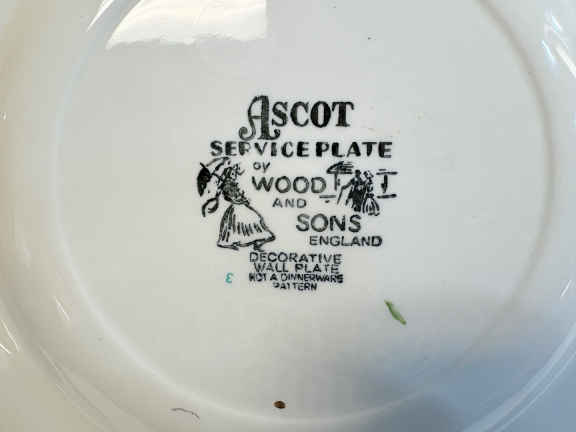 ASCOT
SERVICE PLATE
by
WOOD
AND
SONS
ENGLAND
DECORATIVE
WALL PLATE
NOT A DINNERWARE
PATTERN
3